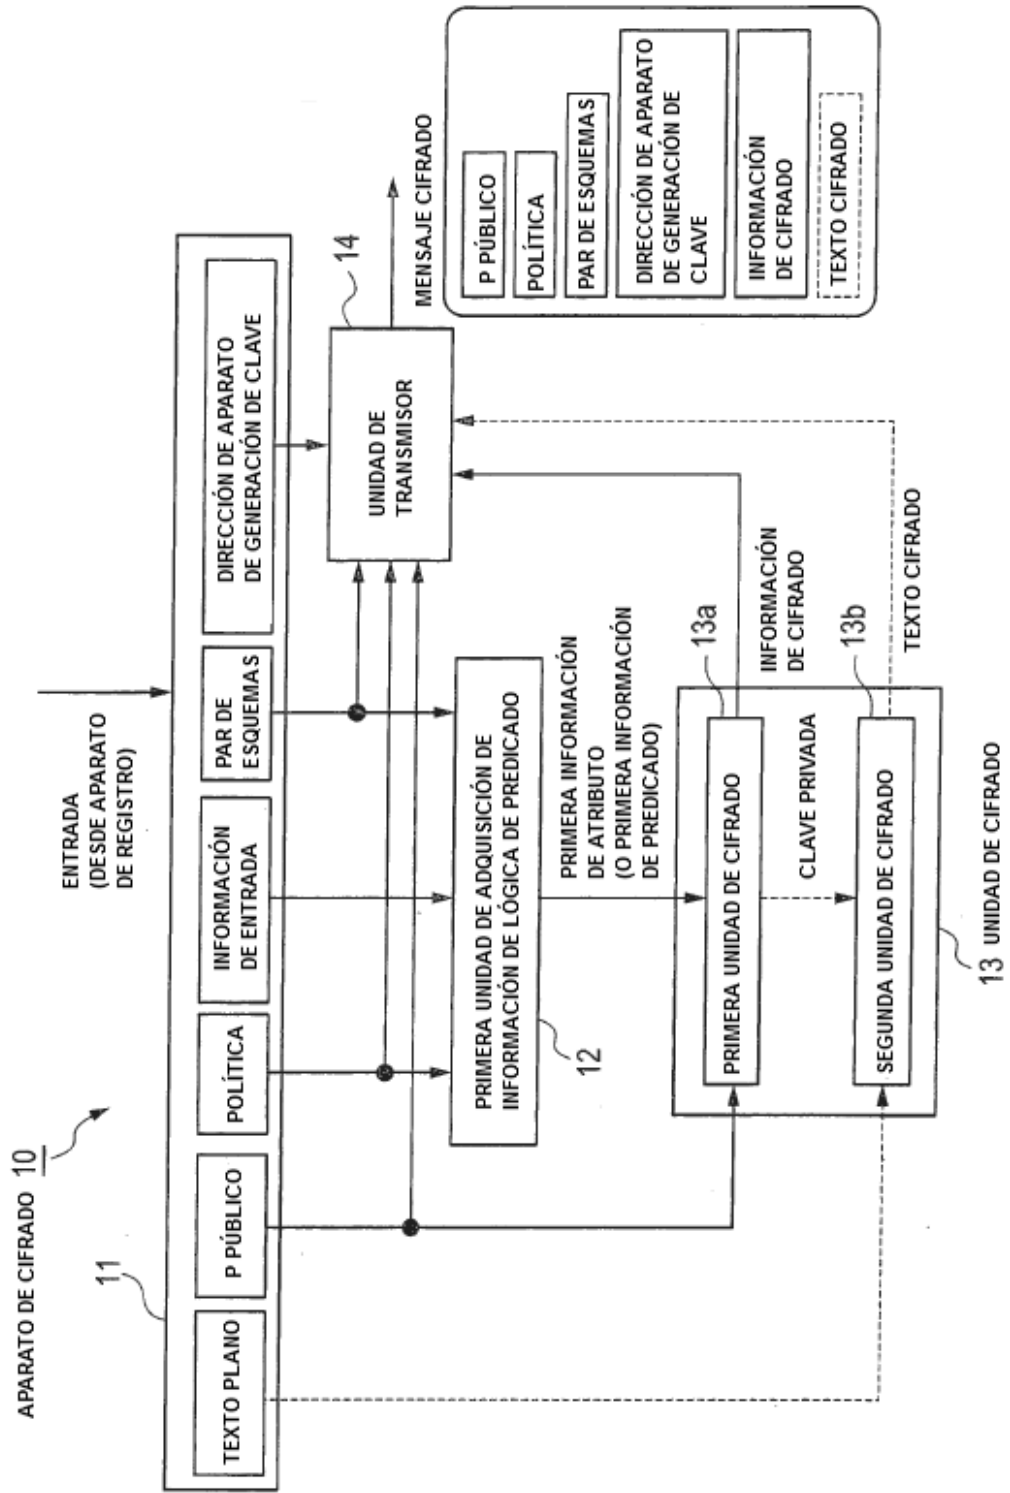 APARATO DE CIFRADO 10
ENTRADA
(DESDE APARATO
DE REGISTRO)
11
TEXTO PLANO
P PÚBLICO
POLÍTICA
INFORMACIÓN
DE ENTRADA
PAR DE
ESQUEMAS
DIRECCIÓN DE APARATO
DE GENERACIÓN DE CLAVE
14
UNIDAD DE
TRANSMISOR
MENSAJE CIFRADO
P PÚBLICO
POLÍTICA
PAR DE ESQUEMAS
DIRECCIÓN DE APARATO
DE GENERACIÓN DE
CLAVE
INFORMACIÓN
DE CIFRADO
TEXTO CIFRADO
PRIMERA UNIDAD DE ADQUISICIÓN DE
INFORMACIÓN DE LÓGICA DE PREDICADO
12
PRIMERA INFORMACIÓN
DE ATRIBUTO
(O PRIMERA INFORMACIÓN
DE PREDICADO)
13a
PRIMERA UNIDAD DE CIFRADO
INFORMACIÓN
DE CIFRADO
CLAVE PRIVADA
13b
SEGUNDA UNIDAD DE CIFRADO
TEXTO CIFRADO
13 UNIDAD DE CIFRADO